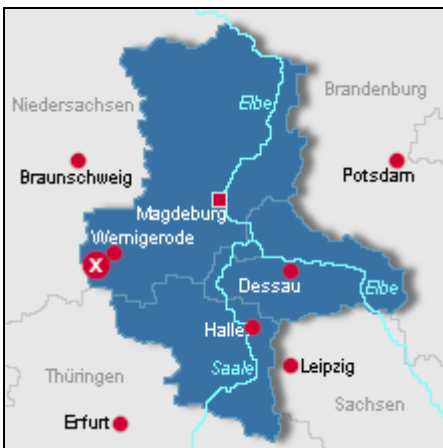 Elbe
Brandenburg
Niedersachsen
Braunschweig
Potsdam
Magdeburg
Wernigerode
X
Dessau
Elbe
Halle
Saale
Leipzig
Thüringen
Sachsen
Erfurt